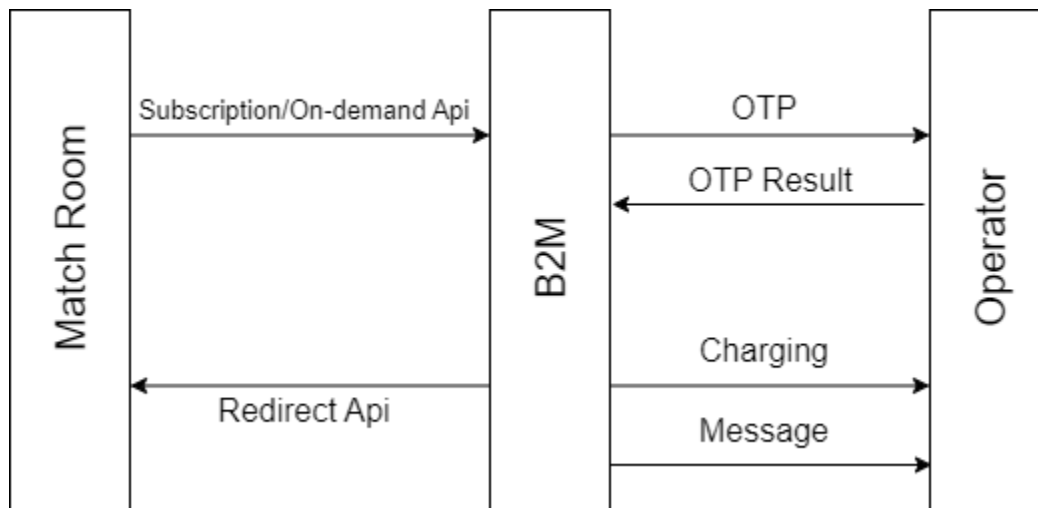 Match Room
Subscription/On-demand Api
Redirect Api
B2M
OTP
OTP Result
Charging
Message
Operator